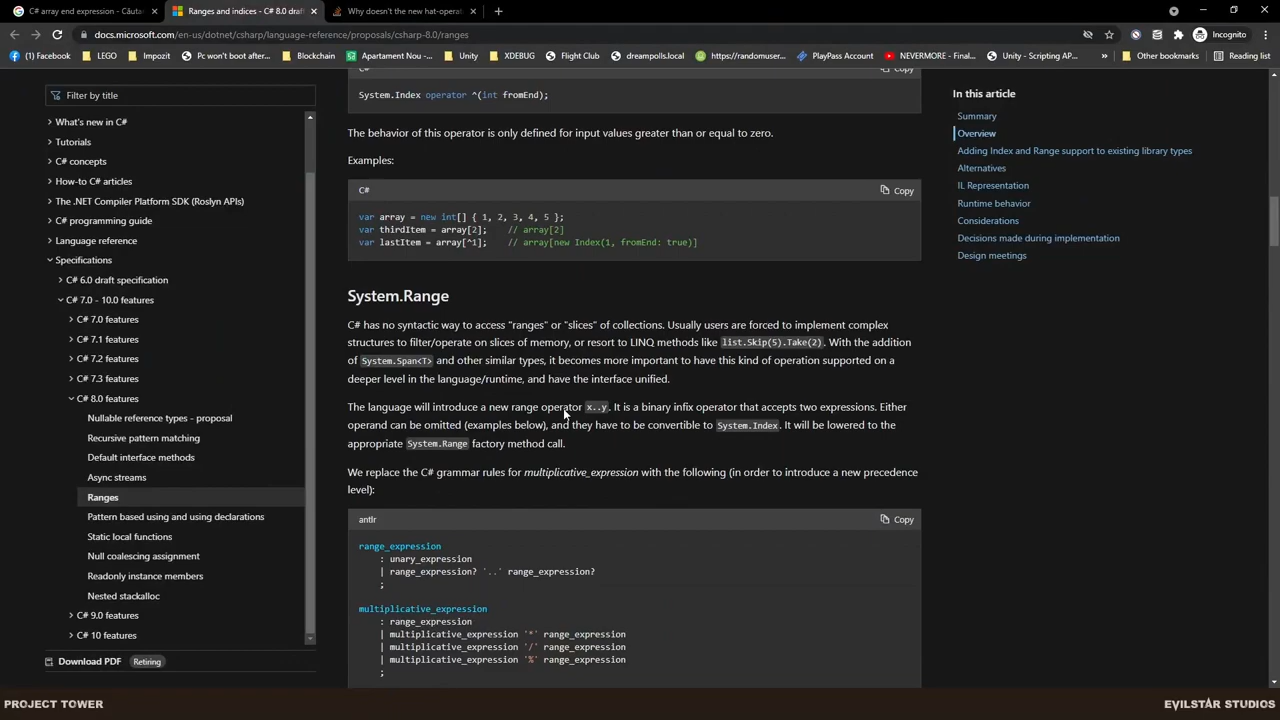 C# array end expression - Căuta
Ranges and indices - C# 8.0 draft
Why doesn't the new hat-operat
docs.microsoft.com/en-us/dotnet/csharp/language-reference/proposals/csharp-8.0/ranges
Incognito
(1) Facebook
LEGO
Impozit
Pc won't boot after...
Blockchain
Apartament Nou -...
Unity
XDEBUG
Flight Club
dreampolls.local
https://randomuser...
PlayPass Account
NEVERMORE - Final...
Unity - Scripting AP...
Other bookmarks
Reading list
Filter by title
What's new in C#
Tutorials
C# concepts
How-to C# articles
The .NET Compiler Platform SDK (Roslyn APIs)
C# programming guide
Language reference
Specifications
C# 6.0 draft specification
C# 7.0 - 10.0 features
C# 7.0 features
C# 7.1 features
C# 7.2 features
C# 7.3 features
C# 8.0 features
Nullable reference types - proposal
Recursive pattern matching
Default interface methods
Async streams
Ranges
Pattern based using and using declarations
Static local functions
Null coalescing assignment
Readonly instance members
Nested stackalloc
C# 9.0 features
C# 10 features
Download PDF Retiring
C# Copy
System.Index operator ^(int fromEnd);
The behavior of this operator is only defined for input values greater than or equal to zero.
Examples:
C# Copy
var array = new int[] { 1, 2, 3, 4, 5 };
var thirdItem = array[2]; // array[2]
var lastItem = array[^1]; // array[new Index(1, fromEnd: true)]
System.Range
C# has no syntactic way to access "ranges" or "slices" of collections. Usually users are forced to implement complex
structures to filter/operate on slices of memory, or resort to LINQ methods like list.Skip(5).Take(2). With the addition
of System.Span<T> and other similar types, it becomes more important to have this kind of operation supported on a
deeper level in the language/runtime, and have the interface unified.
The language will introduce a new range operator x..y. It is a binary infix operator that accepts two expressions. Either
operand can be omitted (examples below), and they have to be convertible to System.Index. It will be lowered to the
appropriate System.Range factory method call.
We replace the C# grammar rules for multiplicative_expression with the following (in order to introduce a new precedence
level):
antlr Copy
range_expression
: unary_expression
| range_expression? '..' range_expression?
;
multiplicative_expression
: range_expression
| multiplicative_expression '*' range_expression
| multiplicative_expression '/' range_expression
| multiplicative_expression '%' range_expression
;
In this article
Summary
Overview
Adding Index and Range support to existing library types
Alternatives
IL Representation
Runtime behavior
Considerations
Decisions made during implementation
Design meetings
PROJECT TOWER
EVILSTAR STUDIOS